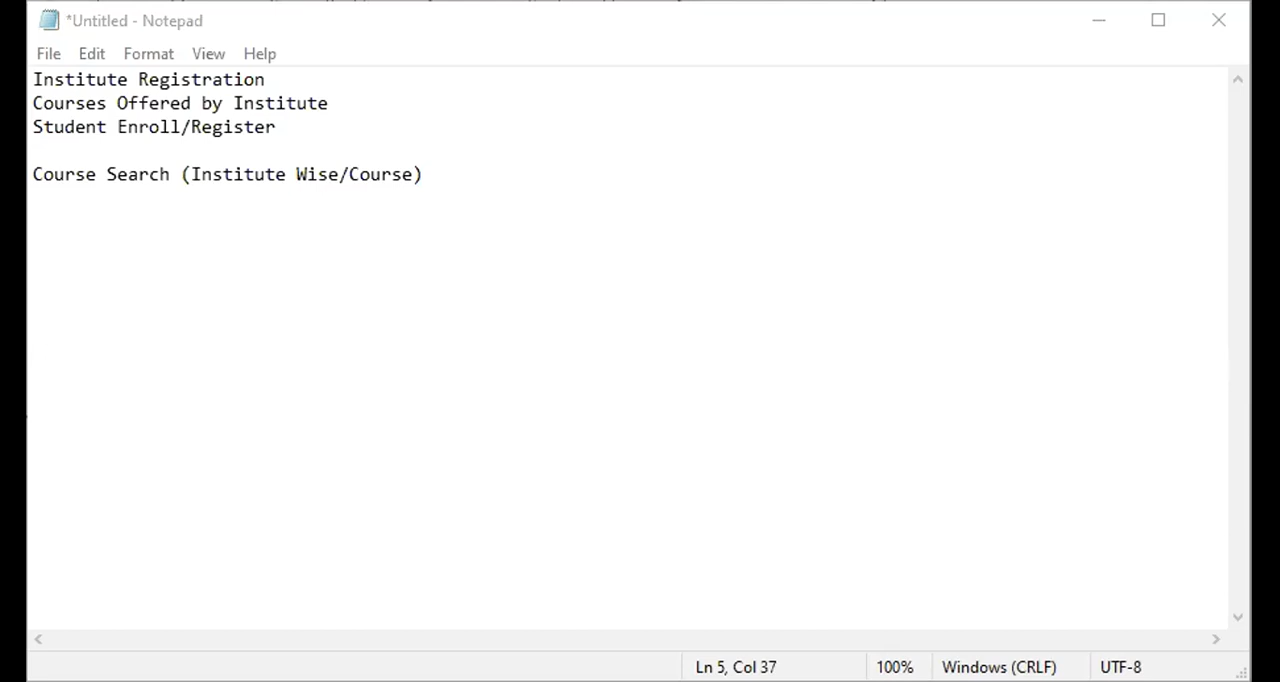 *Untitled - Notepad
File Edit Format View Help
Institute Registration
Courses Offered by Institute
Student Enroll/Register
Course Search (Institute Wise/Course)
Ln 5, Col 37 100% Windows (CRLF) UTF-8